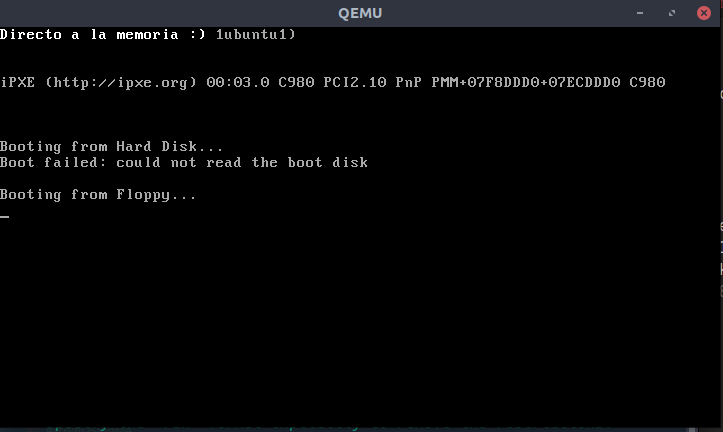 QEMU
Directo a la memoria :) 1ubuntu1)
iPXE (http://ipxe.org) 00:03.0 C980 PCI2.10 PnP PMM+07F8DDD0+07ECDDD0 C980
Booting from Hard Disk...
Boot failed: could not read the boot disk
Booting from Floppy...
_